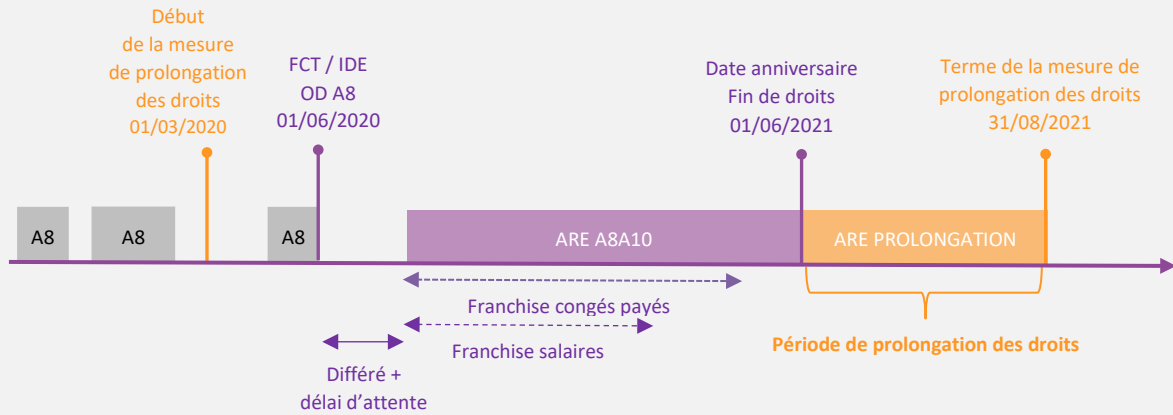 Début
de la mesure
de prolongation
des droits
01/03/2020
FCT / IDE
OD A8
01/06/2020
Date anniversaire
Fin de droits
01/06/2021
Terme de la mesure de
prolongation des droits
31/08/2021
A8
A8
A8
ARE A8A10
ARE PROLONGATION
Franchise congés payés
Franchise salaires
Différé +
délai d’attente
Période de prolongation des droits